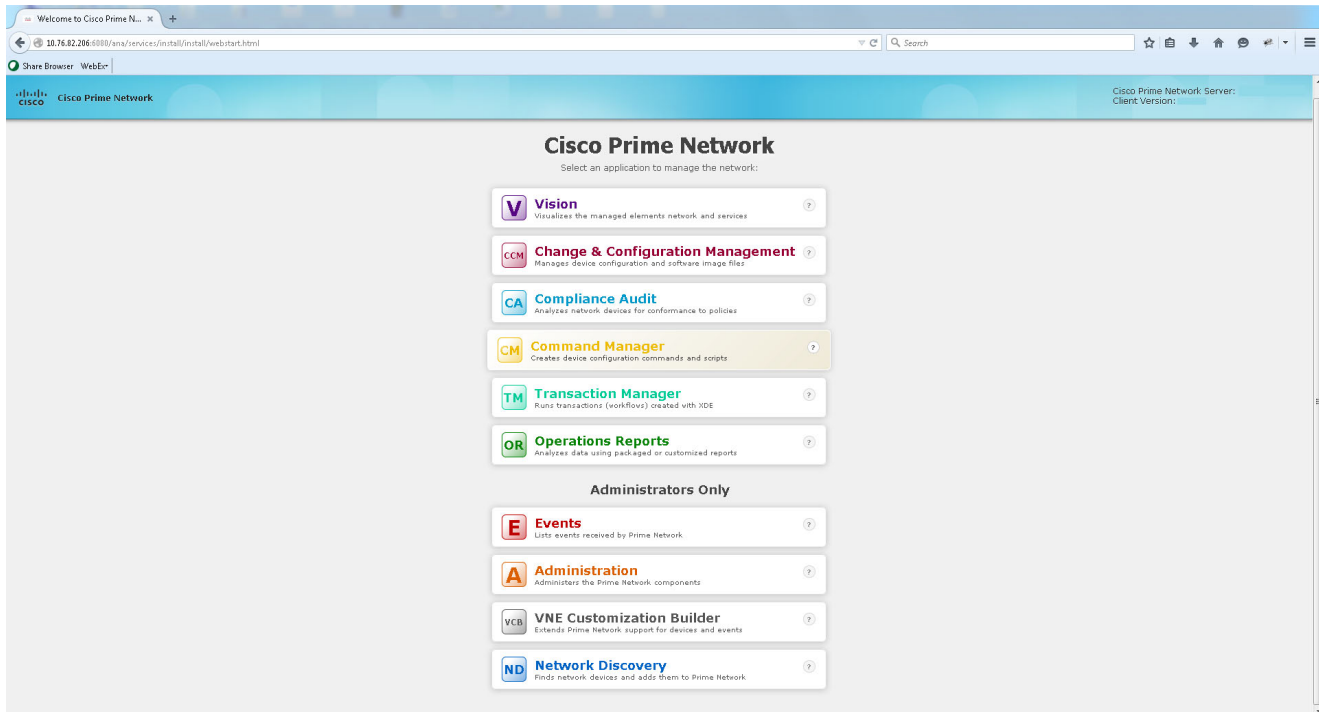 Welcome to Cisco Prime N... × +
10.76.82.206:6080/ana/services/install/install/webstart.html
Search
Share Browser WebEx
cisco Cisco Prime Network
Cisco Prime Network Server:
Client Version:
Cisco Prime Network
Select an application to manage the network:
V Vision ?
Visualizes the managed elements network and services
CCM Change & Configuration Management ?
Manages device configuration and software image files
CA Compliance Audit ?
Analyzes network devices for conformance to policies
CM Command Manager ?
Creates device configuration commands and scripts
TM Transaction Manager ?
Runs transactions (workflows) created with XDE
OR Operations Reports ?
Analyzes data using packaged or customized reports
Administrators Only
E Events ?
Lists events received by Prime Network
A Administration ?
Administers the Prime Network components
VCB VNE Customization Builder ?
Extends Prime Network support for devices and events
ND Network Discovery ?
Finds network devices and adds them to Prime Network